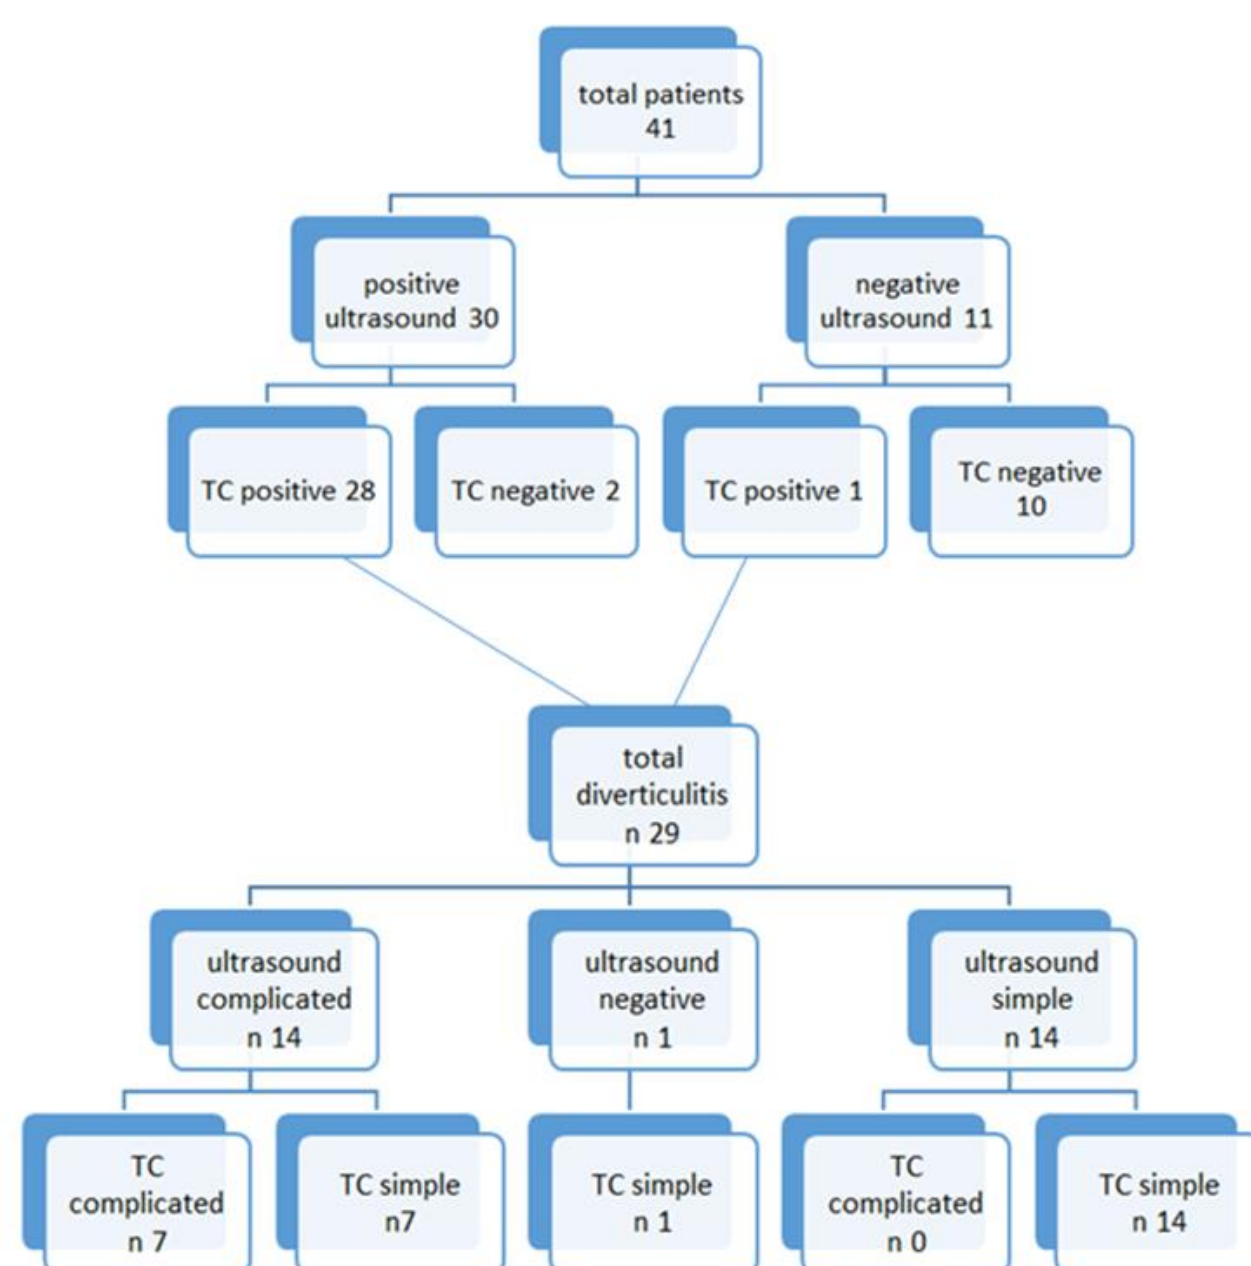 total patients
41
positive
ultrasound 30
negative
ultrasound 11
TC positive 28
TC negative 2
TC positive 1
TC negative
10
total
diverticulitis
n 29
ultrasound
complicated
n 14
ultrasound
negative
n 1
ultrasound
simple
n 14
TC
complicated
n 7
TC simple
n7
TC simple
n 1
TC
complicated
n 0
TC simple
n 14